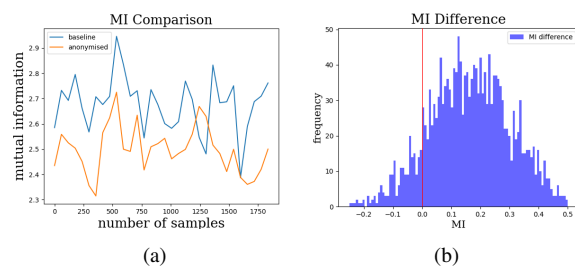 MI Comparison
baseline
anonymised
mutual information
2.9
2.8
2.7
2.6
2.5
2.4
2.3
0 250 500 750 1000 1250 1500 1750
number of samples
(a)
MI Difference
MI difference
frequency
50
40
30
20
10
0
-0.2 -0.1 0.0 0.1 0.2 0.3 0.4 0.5
MI
(b)